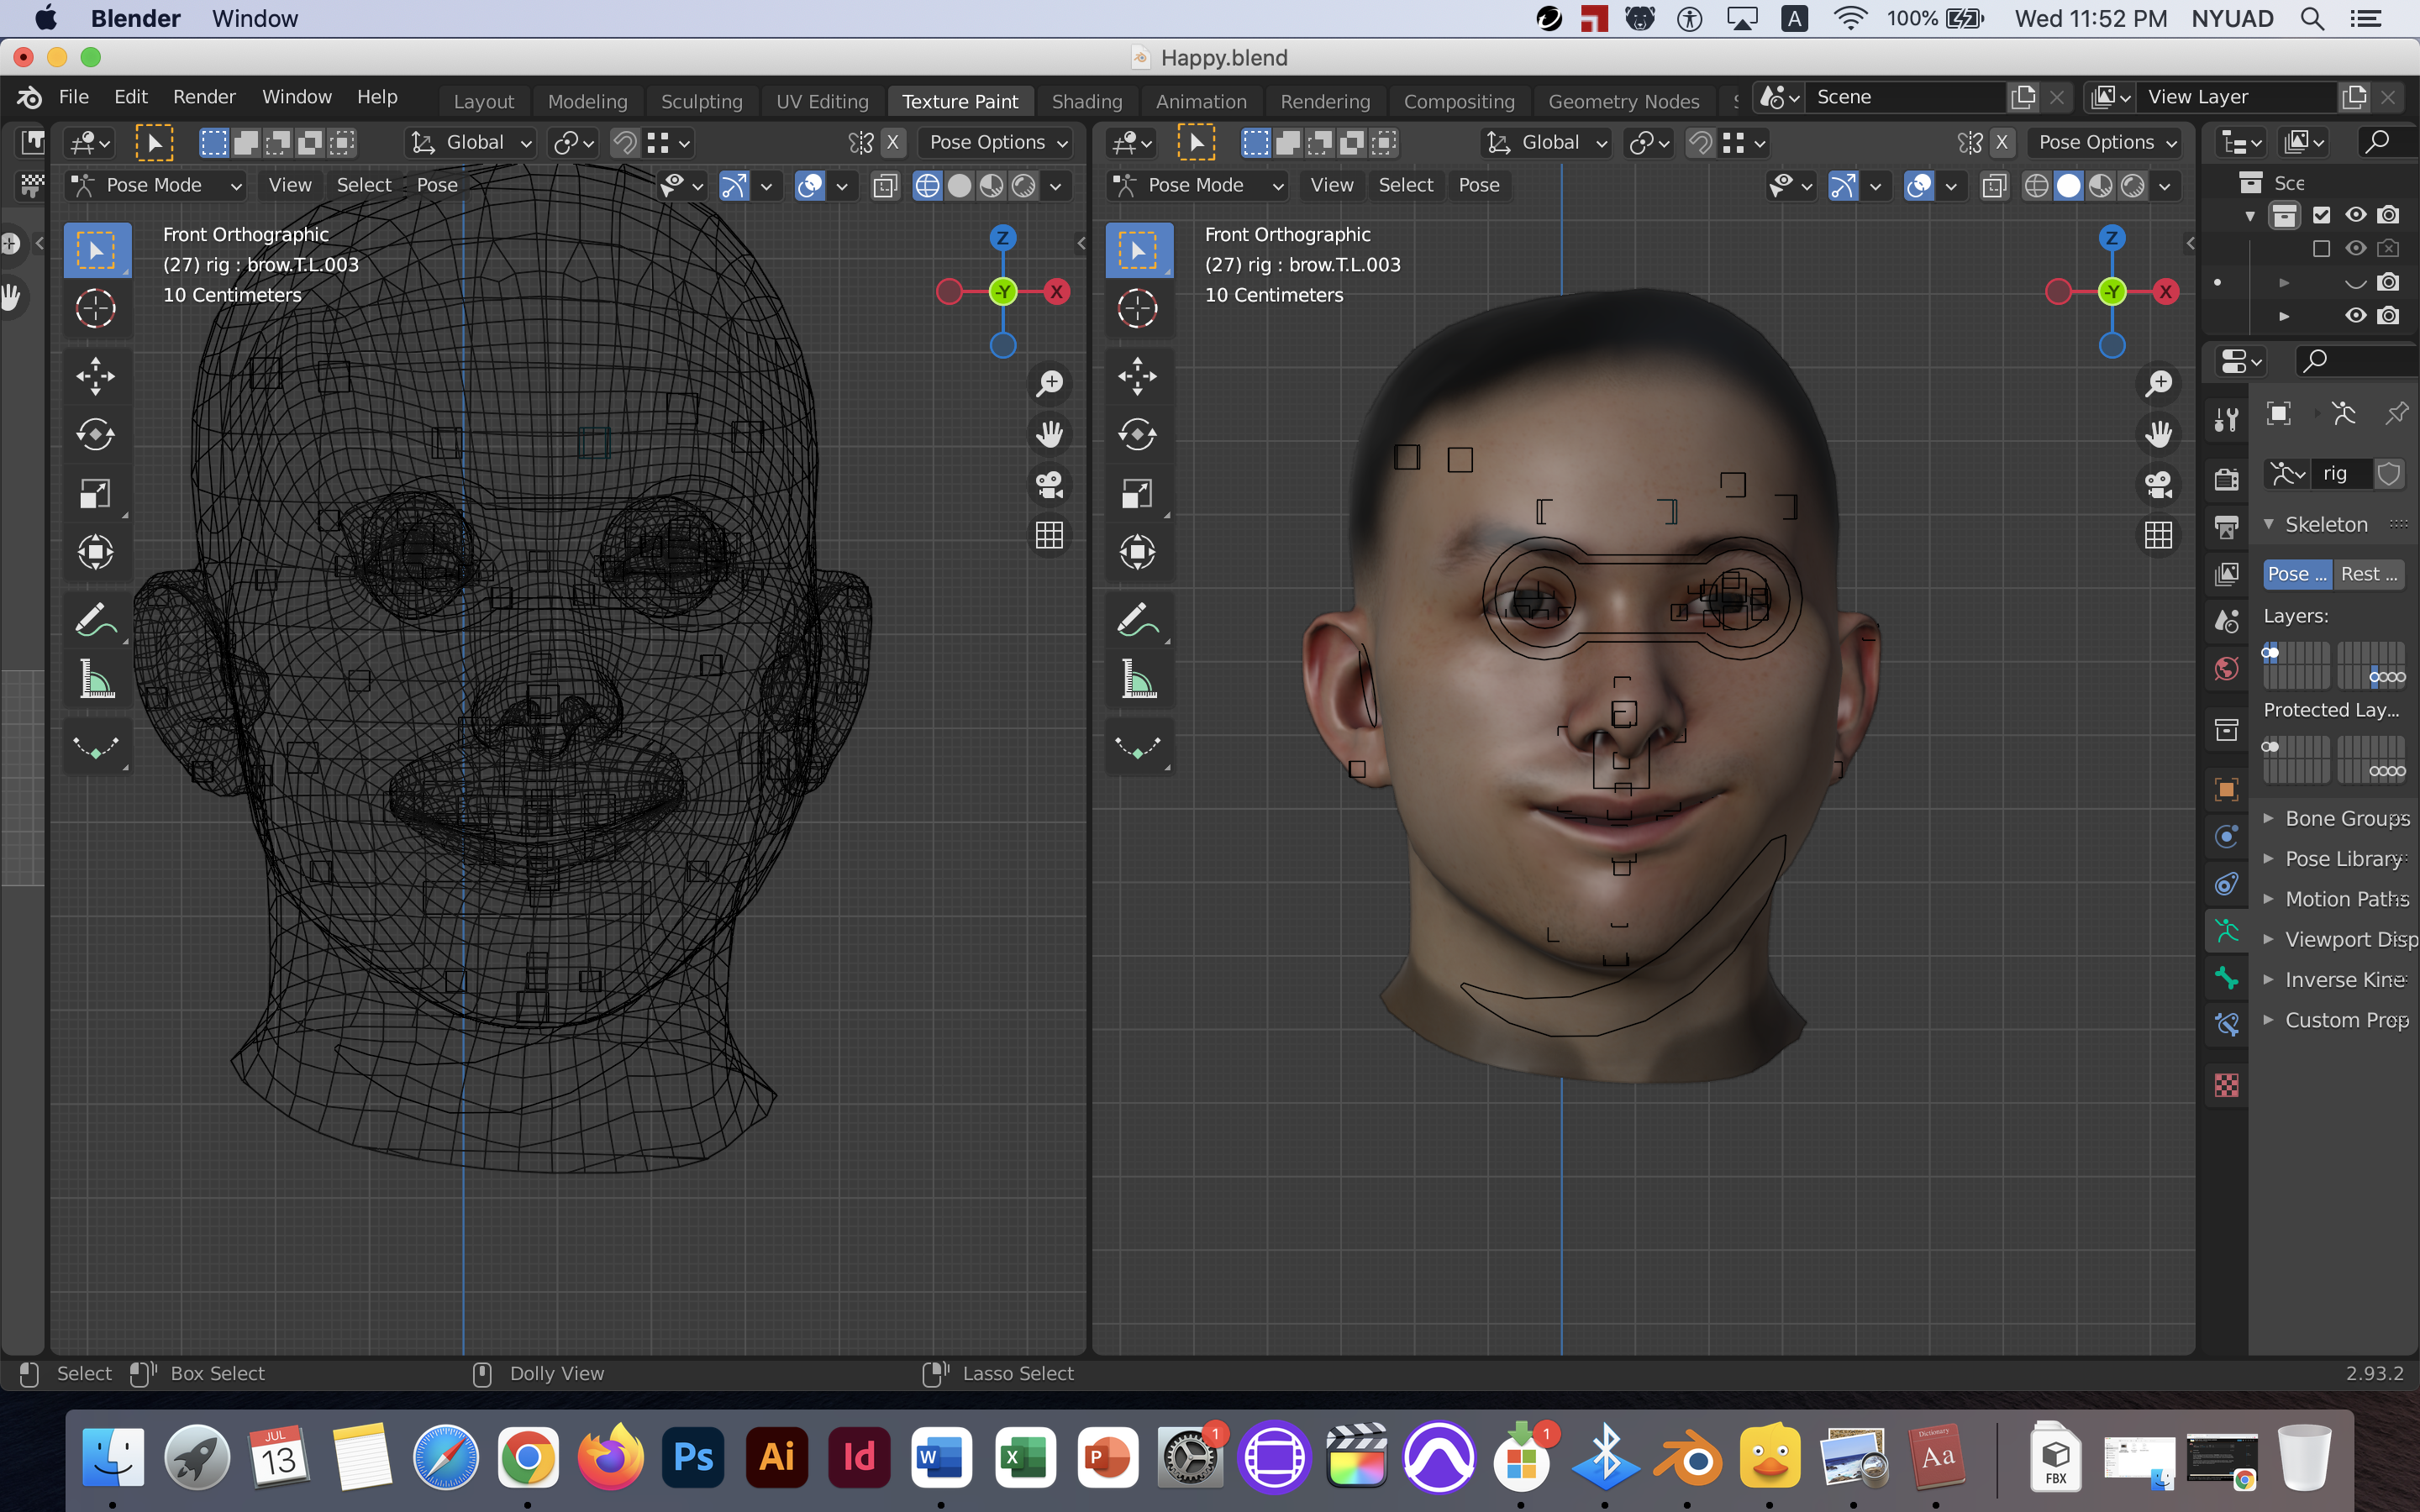 Blender Window
A 100% Wed 11:52 PM NYUAD
Happy.blend
File Edit Render Window Help
Layout Modeling Sculpting UV Editing Texture Paint Shading Animation Rendering Compositing Geometry Nodes
Scene View Layer
Global X Pose Options
Global X Pose Options
Pose Mode View Select Pose
Pose Mode View Select Pose
Sce
Front Orthographic
(27) rig : brow.T.L.003
10 Centimeters
Z
-Y
X
Front Orthographic
(27) rig : brow.T.L.003
10 Centimeters
Z
-Y
X
rig
Skeleton
Pose ... Rest ...
Layers:
Protected Lay...
Bone Groups
Pose Library
Motion Paths
Viewport Disp
Inverse Kine
Custom Prop
Select Box Select Dolly View Lasso Select 2.93.2
JUL
13
Ps
Ai
Id
W
X
P
1
1
Dictionary
Aa
FBX